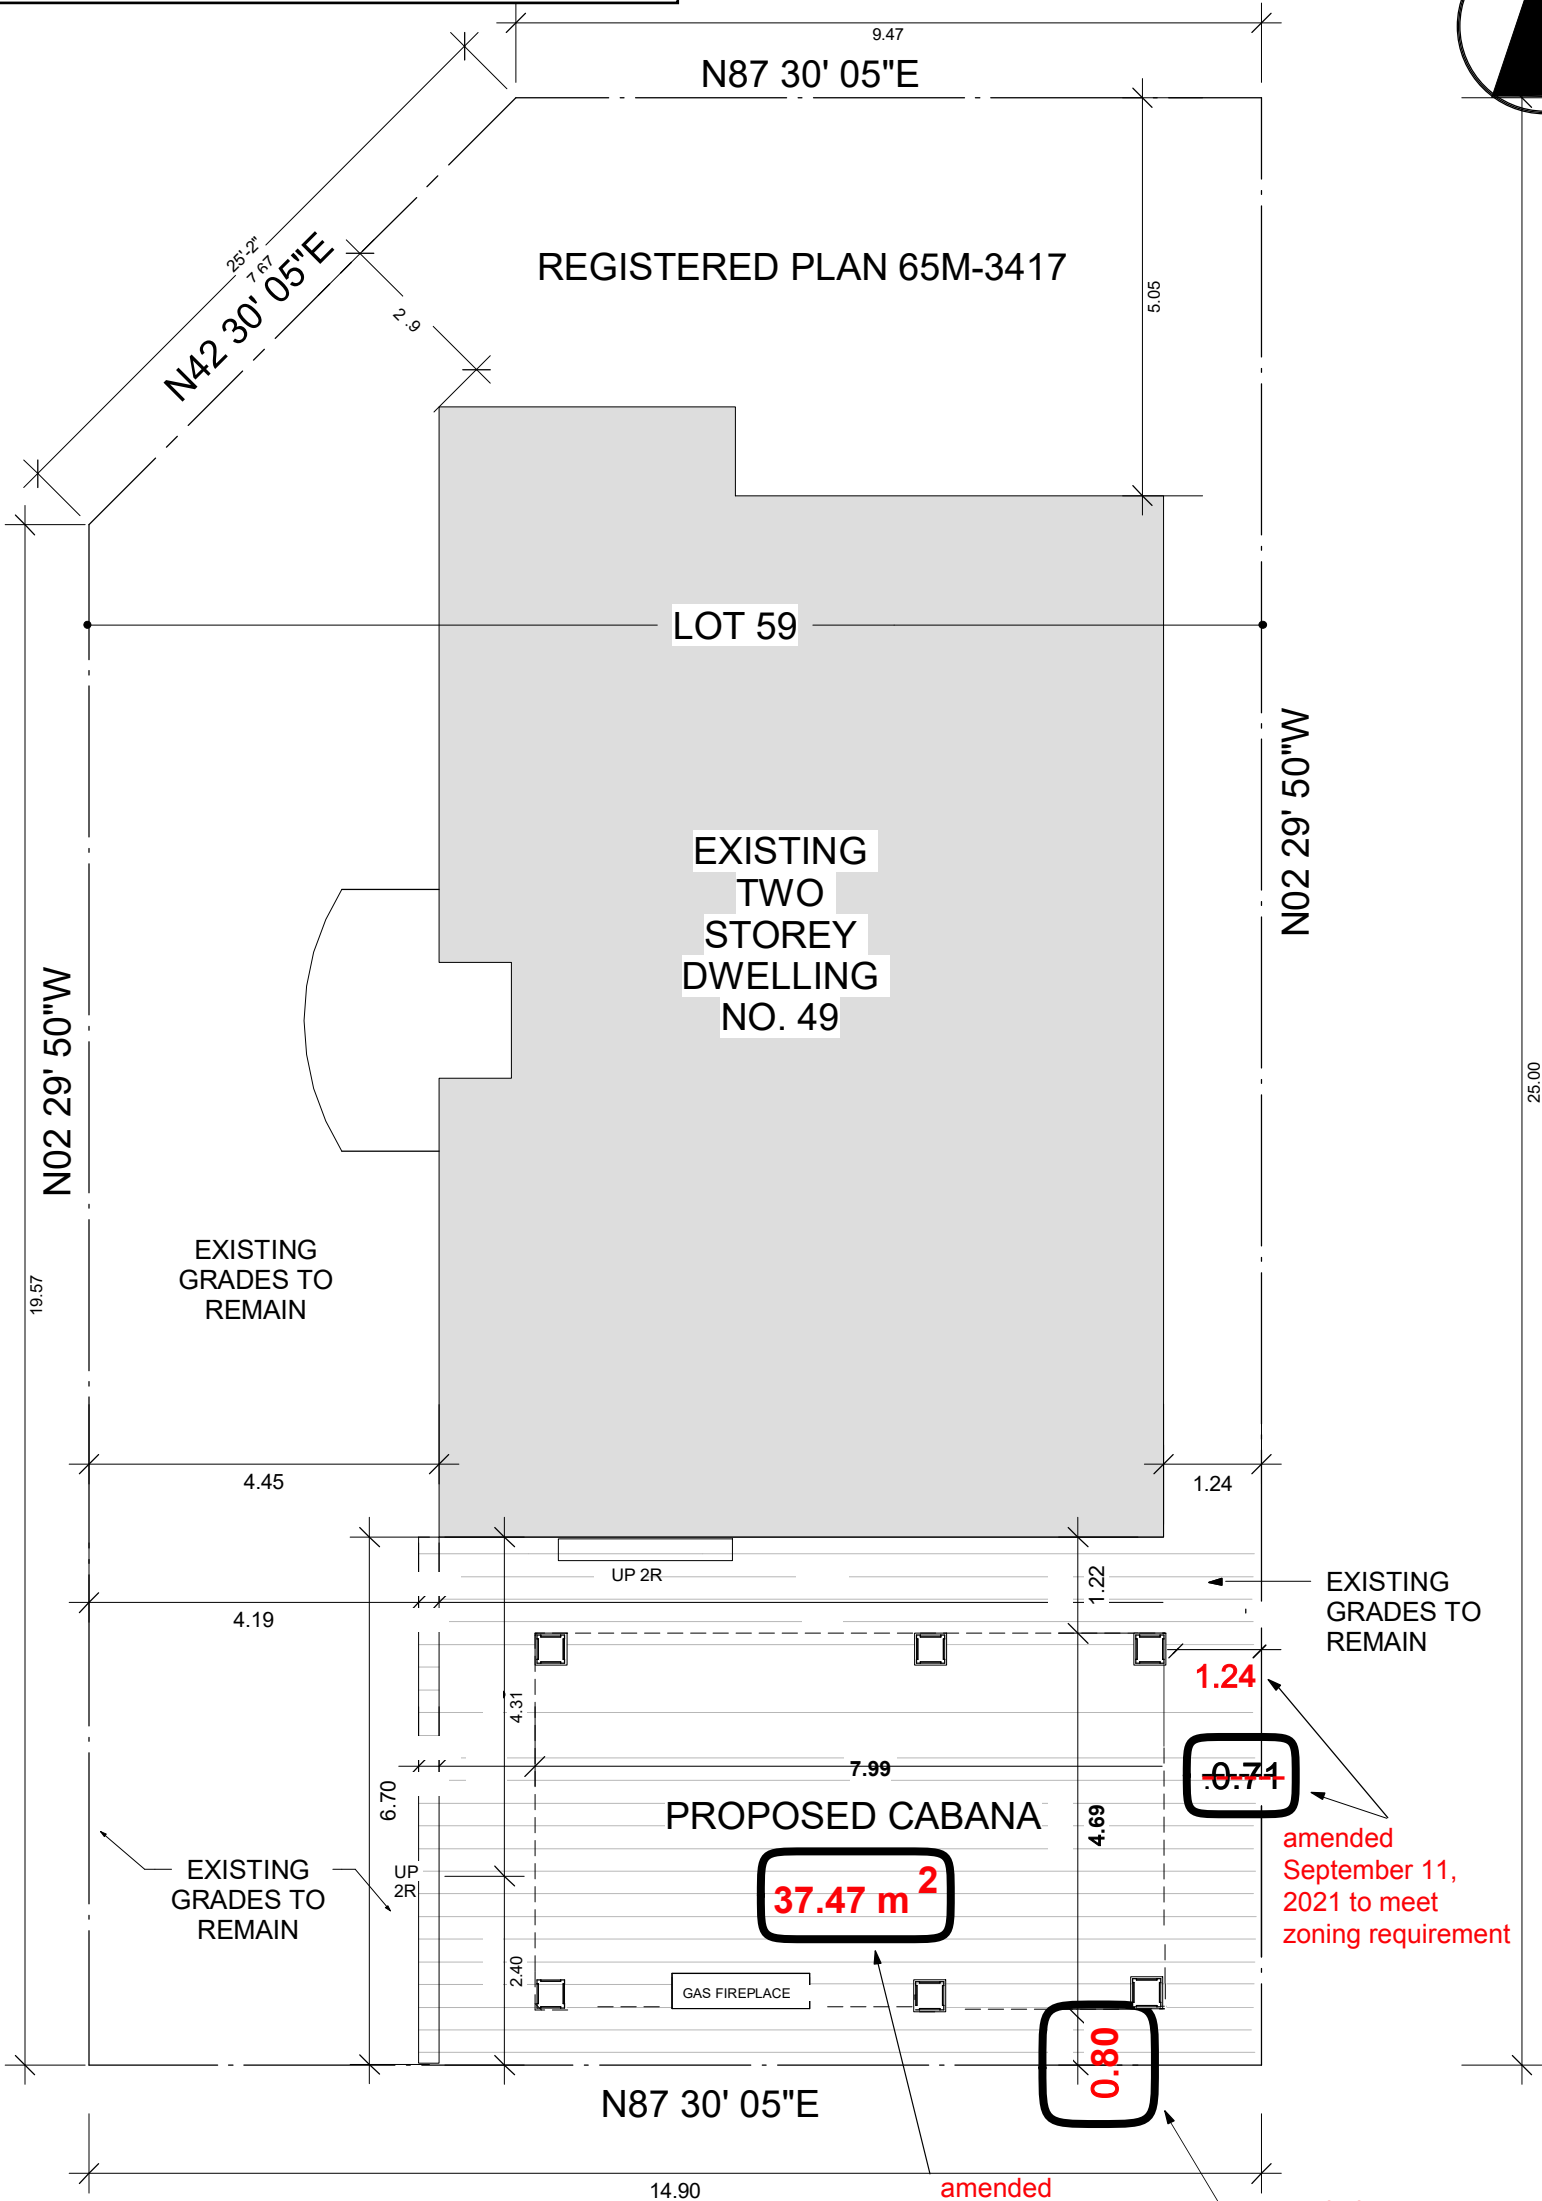 9.47
N87 30' 05"E
25'-2"
7.67
N42 30' 05"E
2.9
REGISTERED PLAN 65M-3417
5.05
LOT 59
N02 29' 50"W
EXISTING
TWO
STOREY
DWELLING
NO. 49
N02 29' 50"W
25.00
EXISTING
GRADES TO
REMAIN
19.57
4.45
1.24
UP 2R
1.22
EXISTING
GRADES TO
REMAIN
4.19
1.24
4.31
7.99
0.71
6.70
PROPOSED CABANA
4.69
amended
September 11,
2021 to meet
zoning requirement
EXISTING
GRADES TO
REMAIN
UP
2R
37.47 m 2
2.40
GAS FIREPLACE
0.80
N87 30' 05"E
14.90
amended